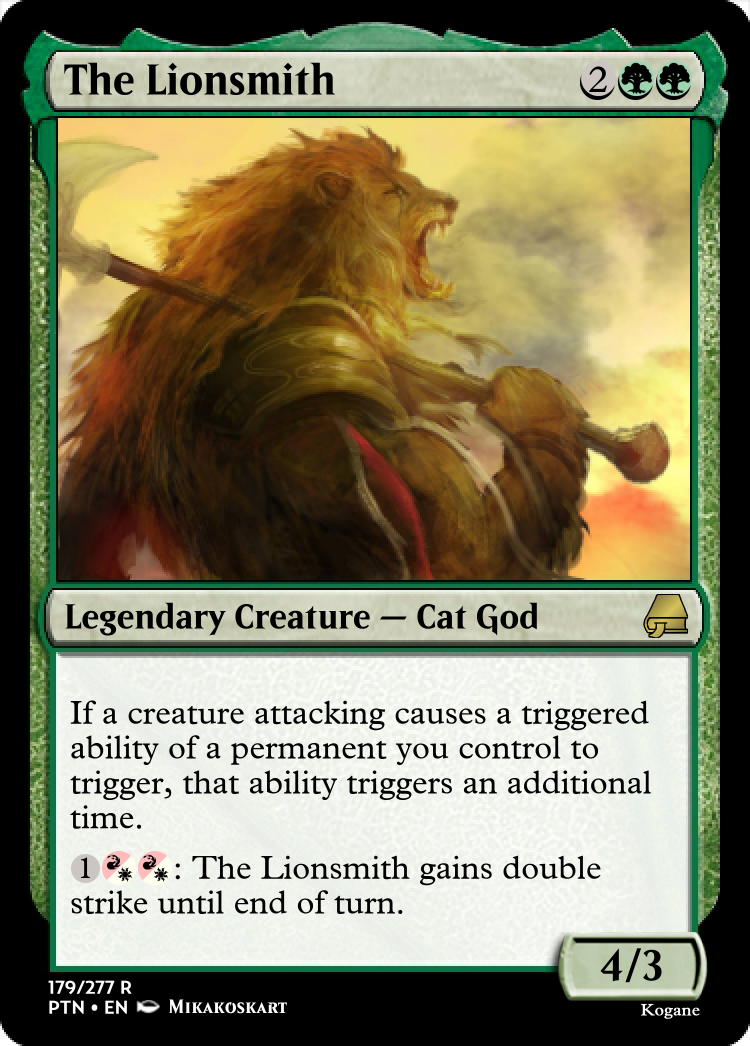 The Lionsmith 2
Legendary Creature — Cat God
If a creature attacking causes a triggered
ability of a permanent you control to
trigger, that ability triggers an additional
time.
1: The Lionsmith gains double
strike until end of turn.
4/3
179/277 R
PTN • EN Mikakoskart
Kogane